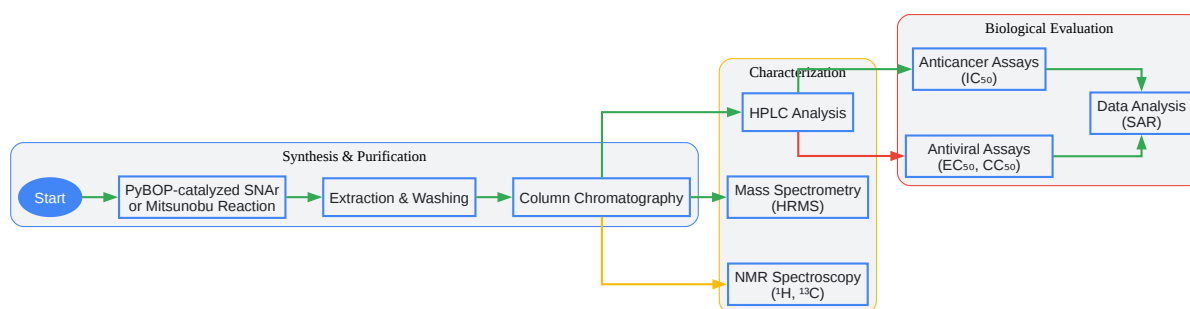 Synthesis & Purification
Start
PyBOP-catalyzed SNAr
or Mitsunobu Reaction
Extraction & Washing
Column Chromatography
Characterization
HPLC Analysis
Mass Spectrometry
(HRMS)
NMR Spectroscopy
(¹H, ¹³C)
Biological Evaluation
Anticancer Assays
(IC₅₀)
Antiviral Assays
(EC₅₀, CC₅₀)
Data Analysis
(SAR)